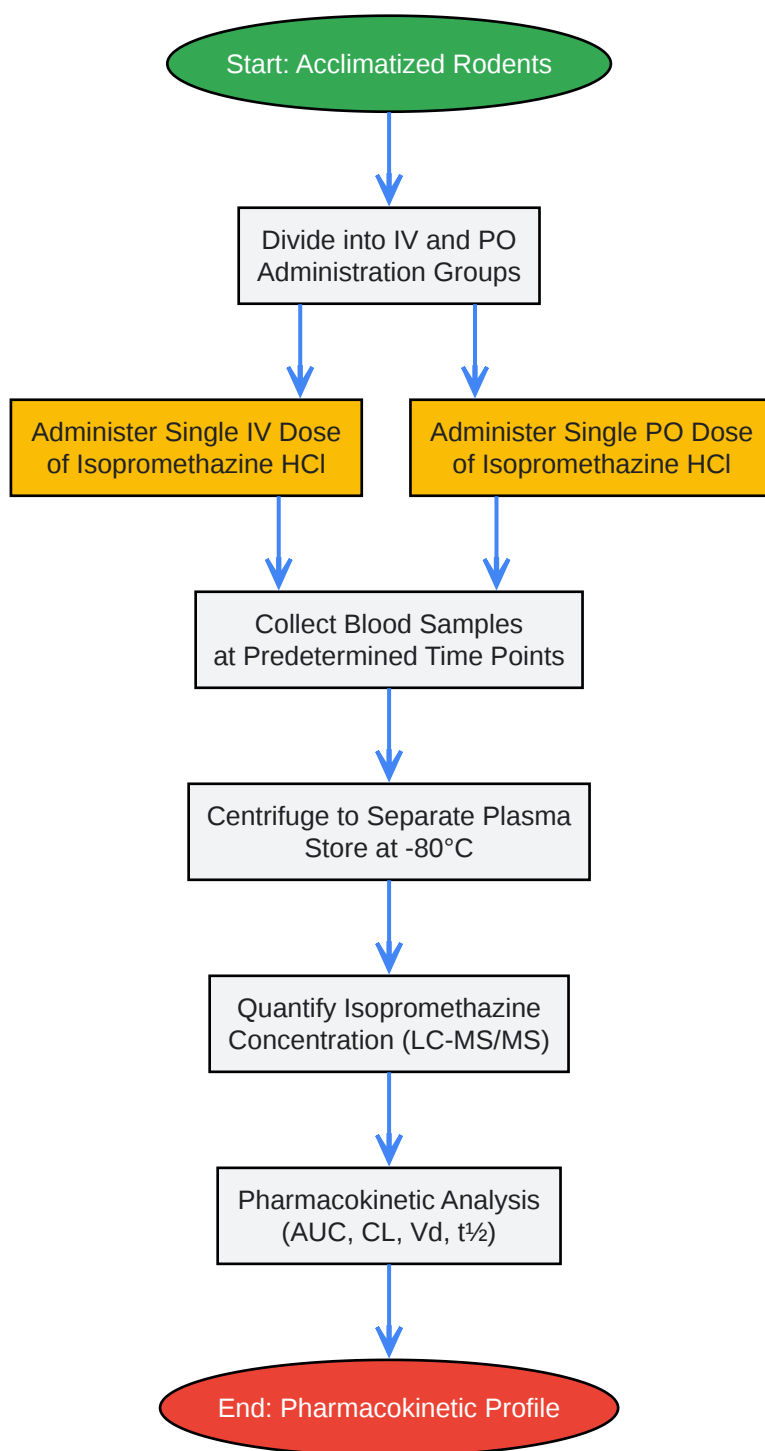 Start: Acclimatized Rodents
Divide into IV and PO
Administration Groups
Administer Single IV Dose
of Isopromethazine HCl
Administer Single PO Dose
of Isopromethazine HCl
Collect Blood Samples
at Predetermined Time Points
Centrifuge to Separate Plasma
Store at -80°C
Quantify Isopromethazine
Concentration (LC-MS/MS)
Pharmacokinetic Analysis
(AUC, CL, Vd, t½)
End: Pharmacokinetic Profile